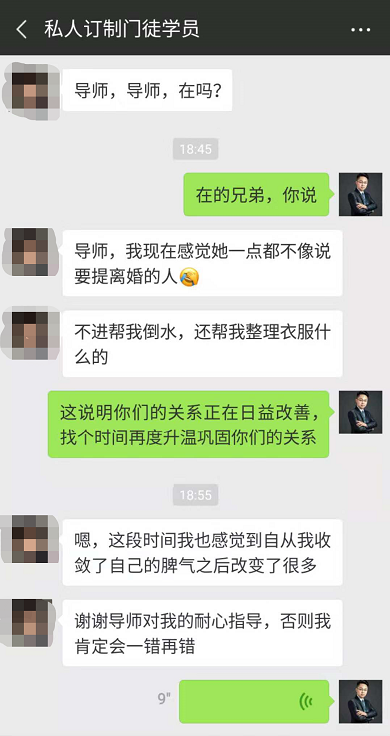 私人订制门徒学员
导师，导师，在吗？
18:45
在的兄弟，你说
导师，我现在感觉她一点都不像说
要提离婚的人
不进帮我倒水，还帮我整理衣服什
么的
这说明你们的关系正在日益改善，
找个时间再度升温巩固你们的关系
18:55
嗯，这段时间我也感觉到自从我收
敛了自己的脾气之后改变了很多
谢谢导师对我的耐心指导，否则我
肯定会一错再错
9"